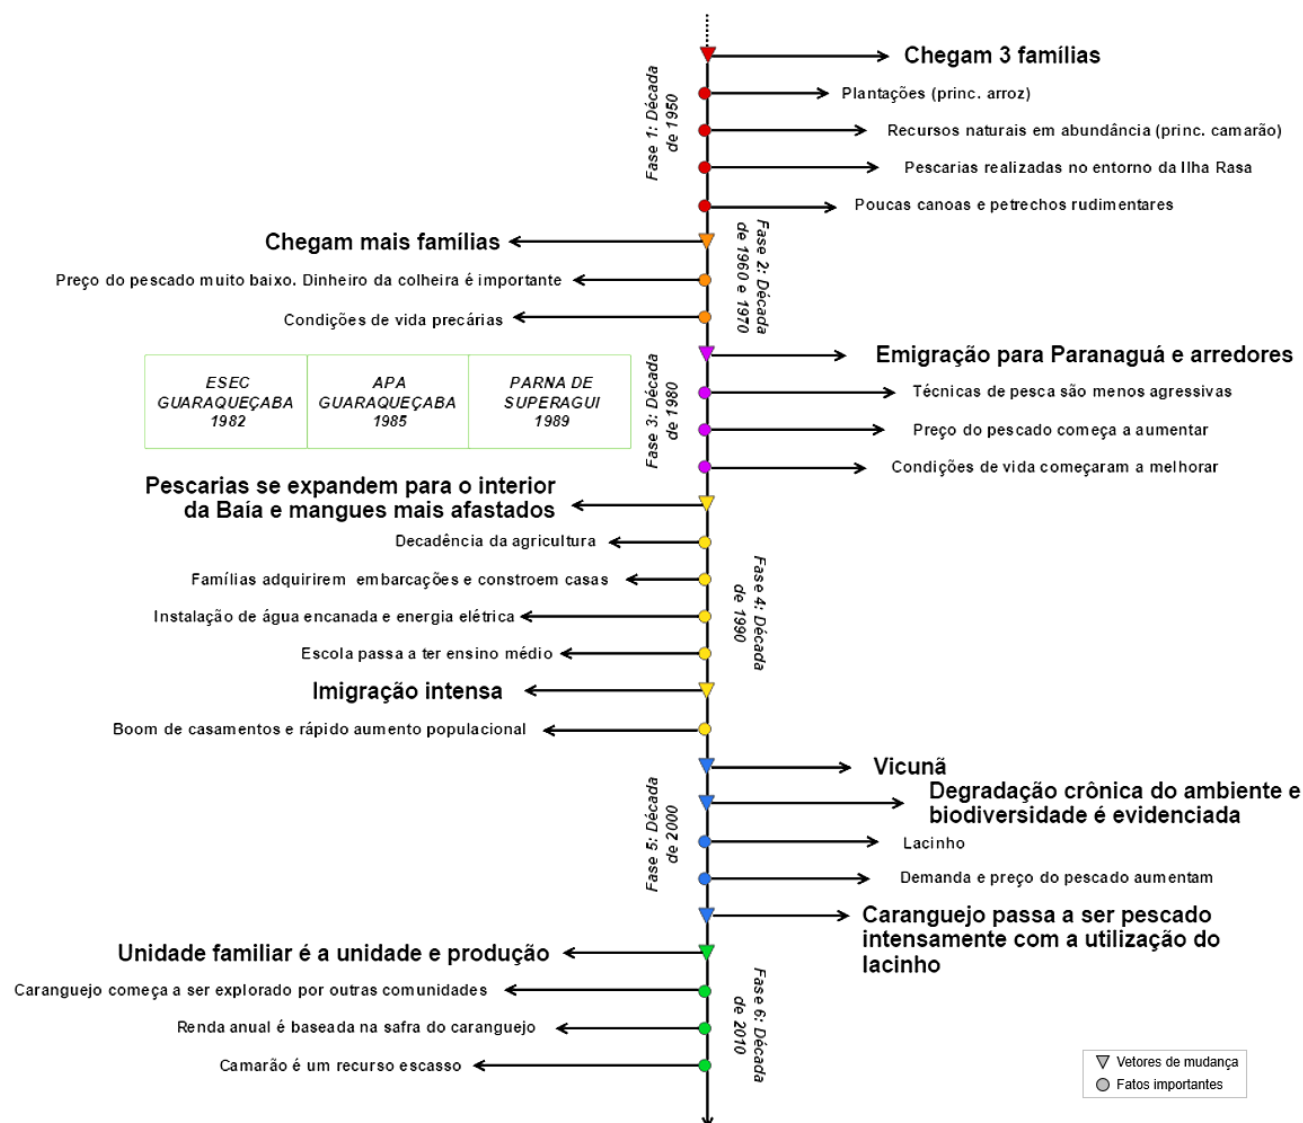 Fase 1: Década
de 1950
Chegam 3 famílias
Plantações (princ. arroz)
Recursos naturais em abundância (princ. camarão)
Pescarias realizadas no entorno da Ilha Rasa
Poucas canoas e petrechos rudimentares
Fase 2: Década
de 1960 e 1970
Chegam mais famílias
Preço do pescado muito baixo. Dinheiro da colheira é importante
Condições de vida precárias
ESEC
GUARAQUEÇABA
1982
APA
GUARAQUEÇABA
1985
PARNA DE
SUPERAGUI
1989
Fase 3: Década
de 1980
Emigração para Paranaguá e arredores
Técnicas de pesca são menos agressivas
Preço do pescado começa a aumentar
Condições de vida começaram a melhorar
Pescarias se expandem para o interior
da Baía e mangues mais afastados
Decadência da agricultura
Famílias adquirirem embarcações e constroem casas
Instalação de água encanada e energia elétrica
Escola passa a ter ensino médio
Imigração intensa
Boom de casamentos e rápido aumento populacional
Fase 4: Década
de 1990
Fase 5: Década
de 2000
Vicunã
Degradação crônica do ambiente e
biodiversidade é evidenciada
Lacinho
Demanda e preço do pescado aumentam
Caranguejo passa a ser pescado
intensamente com a utilização do
lacinho
Unidade familiar é a unidade e produção
Caranguejo começa a ser explorado por outras comunidades
Renda anual é baseada na safra do caranguejo
Camarão é um recurso escasso
Fase 6: Década
de 2010
Vetores de mudança
Fatos importantes